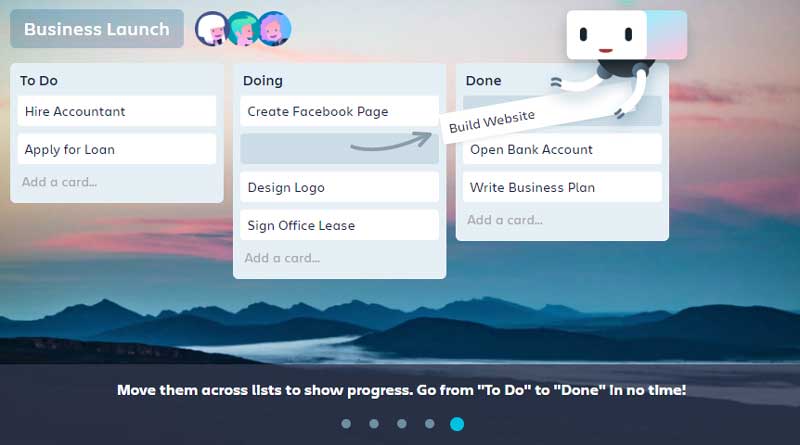 Business Launch
To Do
Hire Accountant
Apply for Loan
Add a card...
Doing
Create Facebook Page
Design Logo
Sign Office Lease
Add a card...
Done
Build Website
Open Bank Account
Write Business Plan
Add a card...
Move them across lists to show progress. Go from "To Do" to "Done" in no time!